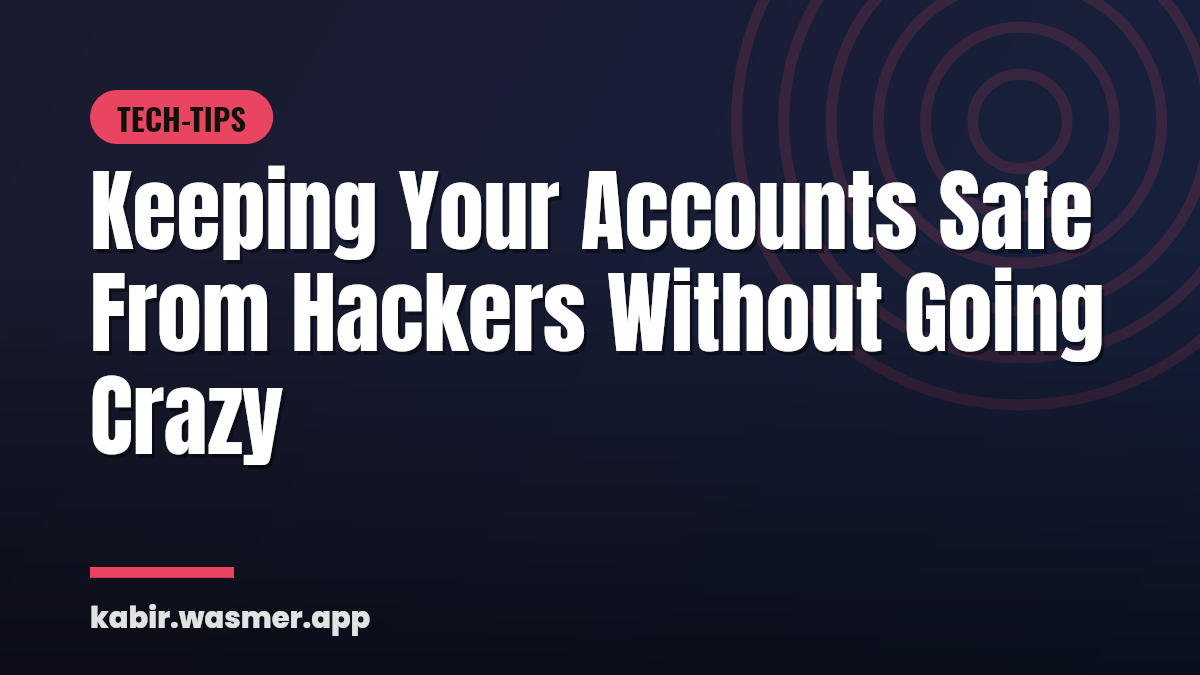 TECH-TIPS
Keeping Your Accounts Safe
From Hackers Without Going
Crazy
kabir.wasmer.app